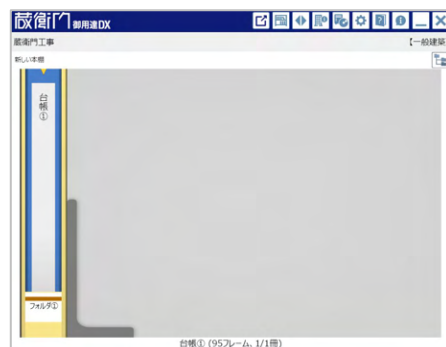 蔵衛門御用達DX
蔵衛門工事
【一般建築
新しい本棚
台帳①
フォルダ①
台帳① (95フレーム、1/1冊)